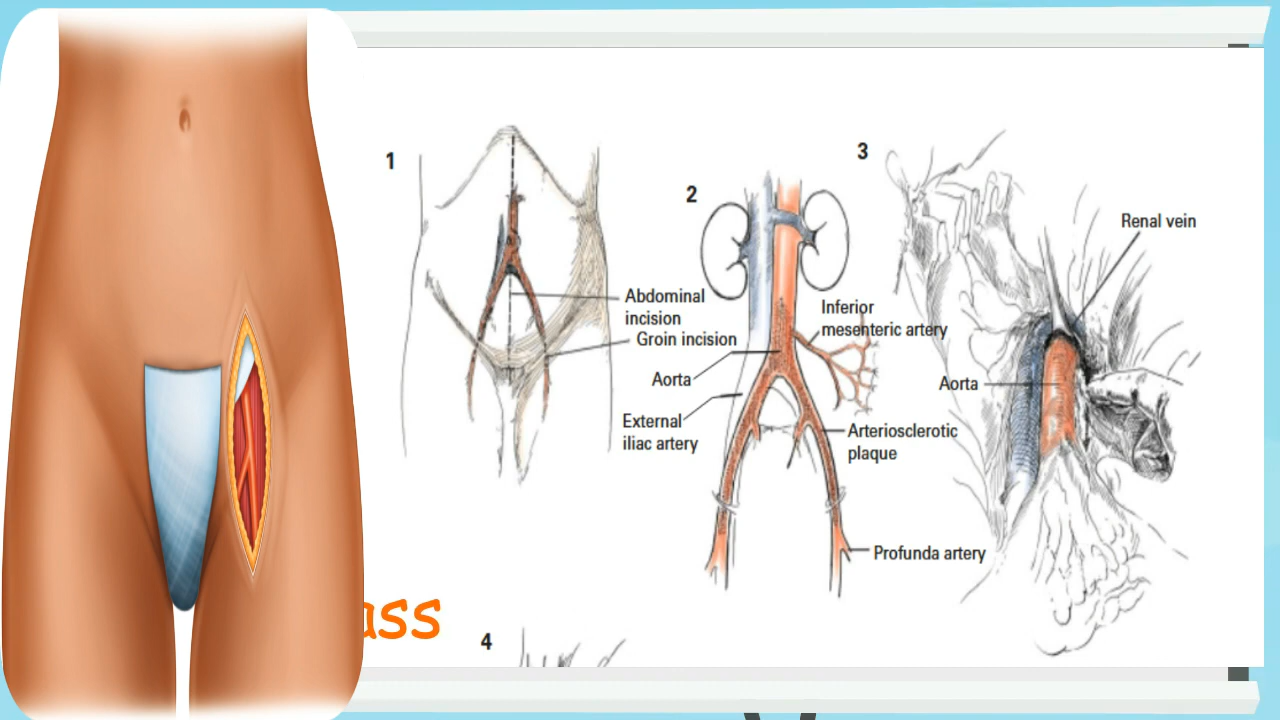 1
Abdominal
incision
Groin incision
2
Inferior
mesenteric artery
Aorta
External
iliac artery
Arteriosclerotic
plaque
Profunda artery
3
Renal vein
Aorta
ass
4